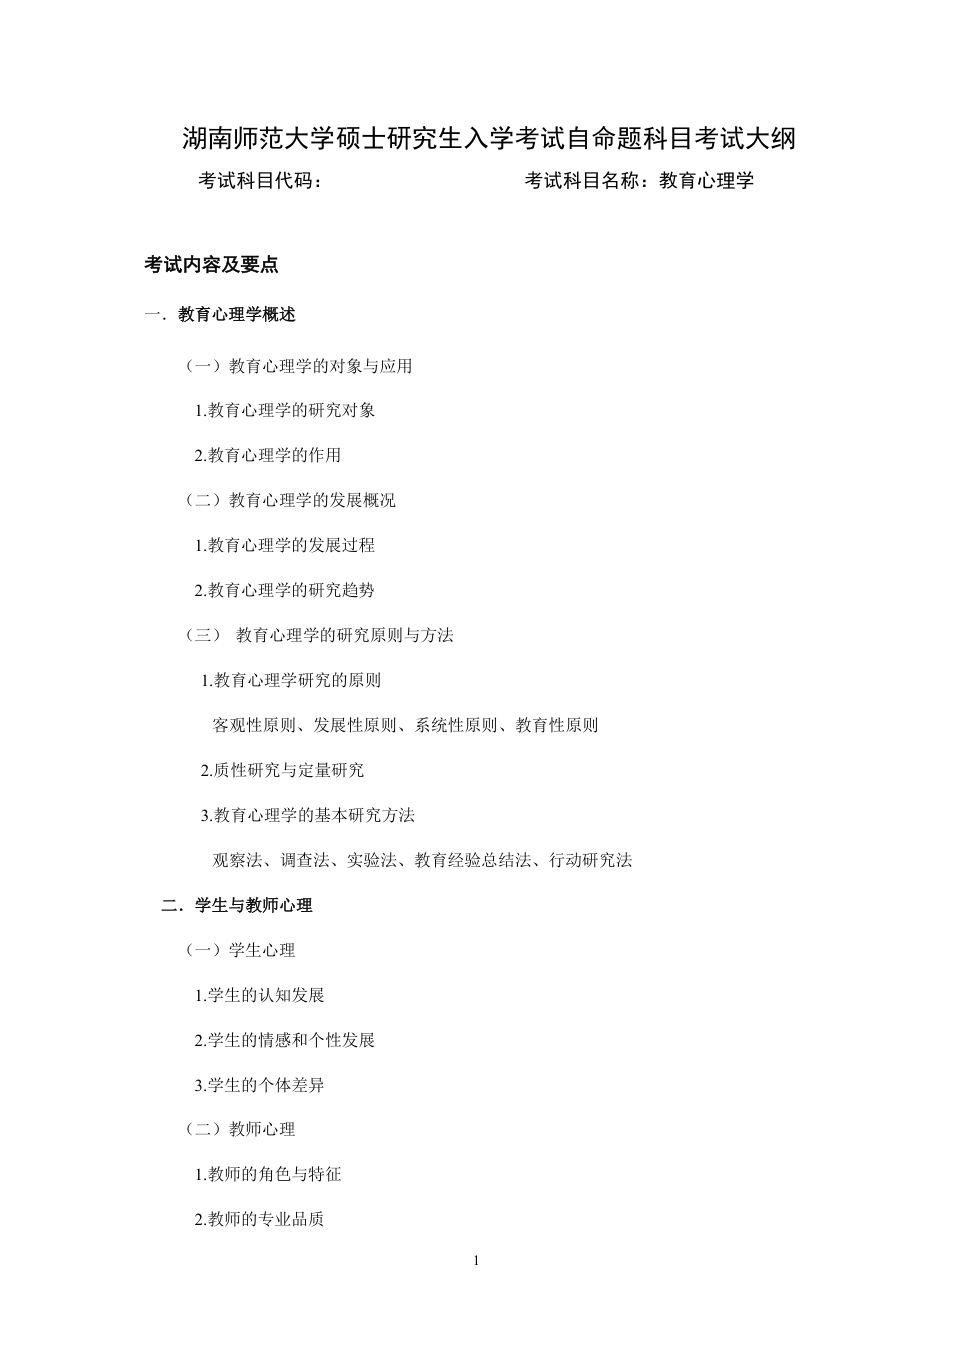 湖南师范大学硕士研究生入学考试自命题科目考试大纲
考试科目代码： 考试科目名称：教育心理学
考试内容及要点
一．教育心理学概述
（一）教育心理学的对象与应用
1.教育心理学的研究对象
2.教育心理学的作用
（二）教育心理学的发展概况
1.教育心理学的发展过程
2.教育心理学的研究趋势
（三） 教育心理学的研究原则与方法
1.教育心理学研究的原则
客观性原则、发展性原则、系统性原则、教育性原则
2.质性研究与定量研究
3.教育心理学的基本研究方法
观察法、调查法、实验法、教育经验总结法、行动研究法
二．学生与教师心理
（一）学生心理
1.学生的认知发展
2.学生的情感和个性发展
3.学生的个体差异
（二）教师心理
1.教师的角色与特征
2.教师的专业品质
1